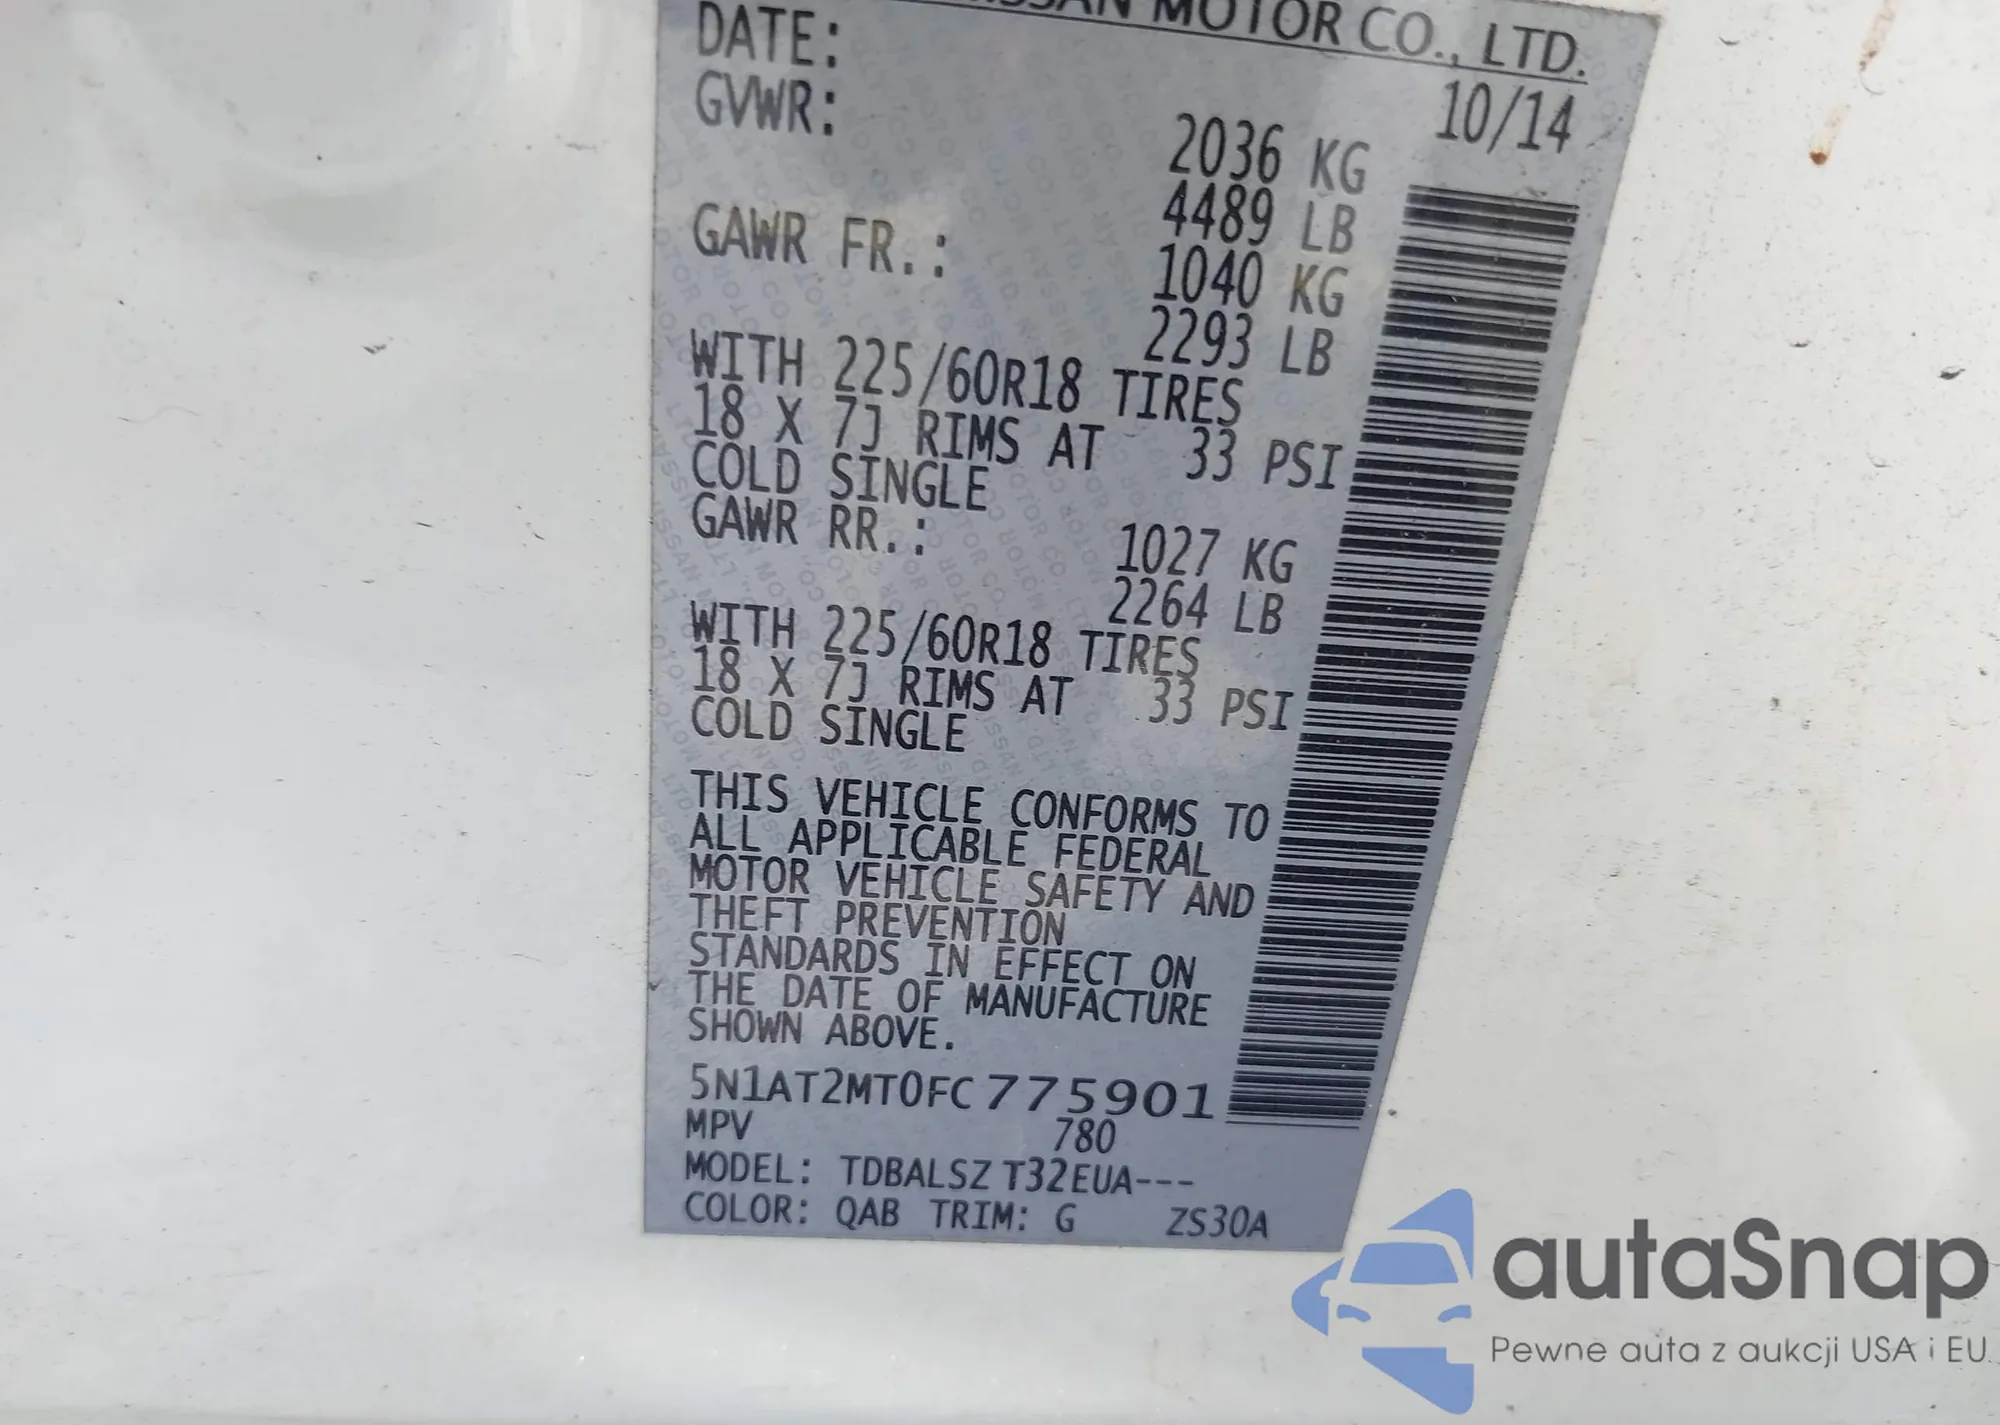 NISSAN MOTOR CO., LTD.
DATE: 10/14
GVWR: 2036 KG
4489 LB
GAWR FR.: 1040 KG
2293 LB
WITH 225/60R18 TIRES
18 X 7J RIMS AT 33 PSI
COLD SINGLE
GAWR RR.: 1027 KG
2264 LB
WITH 225/60R18 TIRES
18 X 7J RIMS AT 33 PSI
COLD SINGLE
THIS VEHICLE CONFORMS TO
ALL APPLICABLE FEDERAL
MOTOR VEHICLE SAFETY AND
THEFT PREVENTION
STANDARDS IN EFFECT ON
THE DATE OF MANUFACTURE
SHOWN ABOVE.
5N1AT2MT0FC775901
MPV 780
MODEL: TDBALSZ T32EUA---
COLOR: QAB TRIM: G ZS30A
autaSnap
Pewne auta z aukcji USA i EU